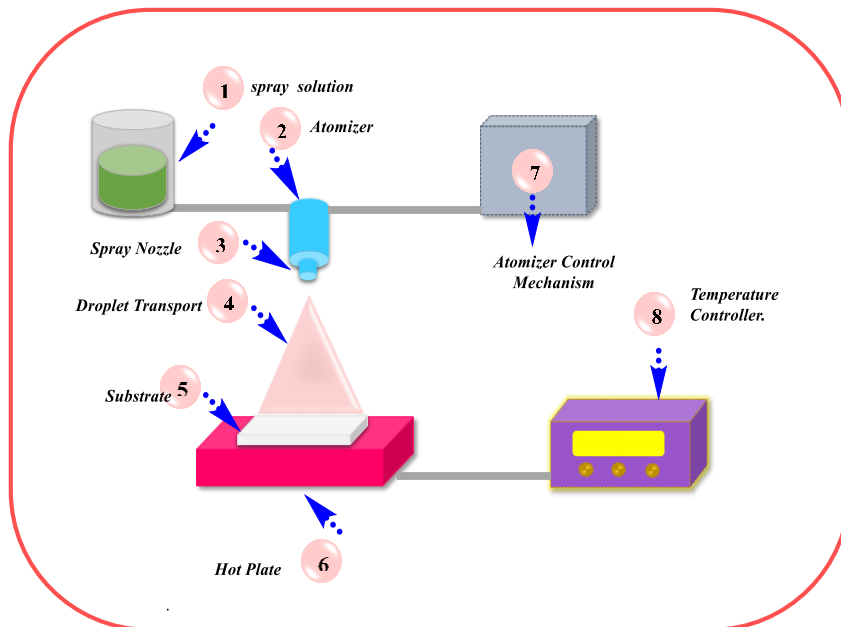 1 spray solution
2 Atomizer
7
Spray Nozzle 3
Atomizer Control
Mechanism
Droplet Transport 4
8 Temperature
Controller.
Substrate 5
Hot Plate 6
.